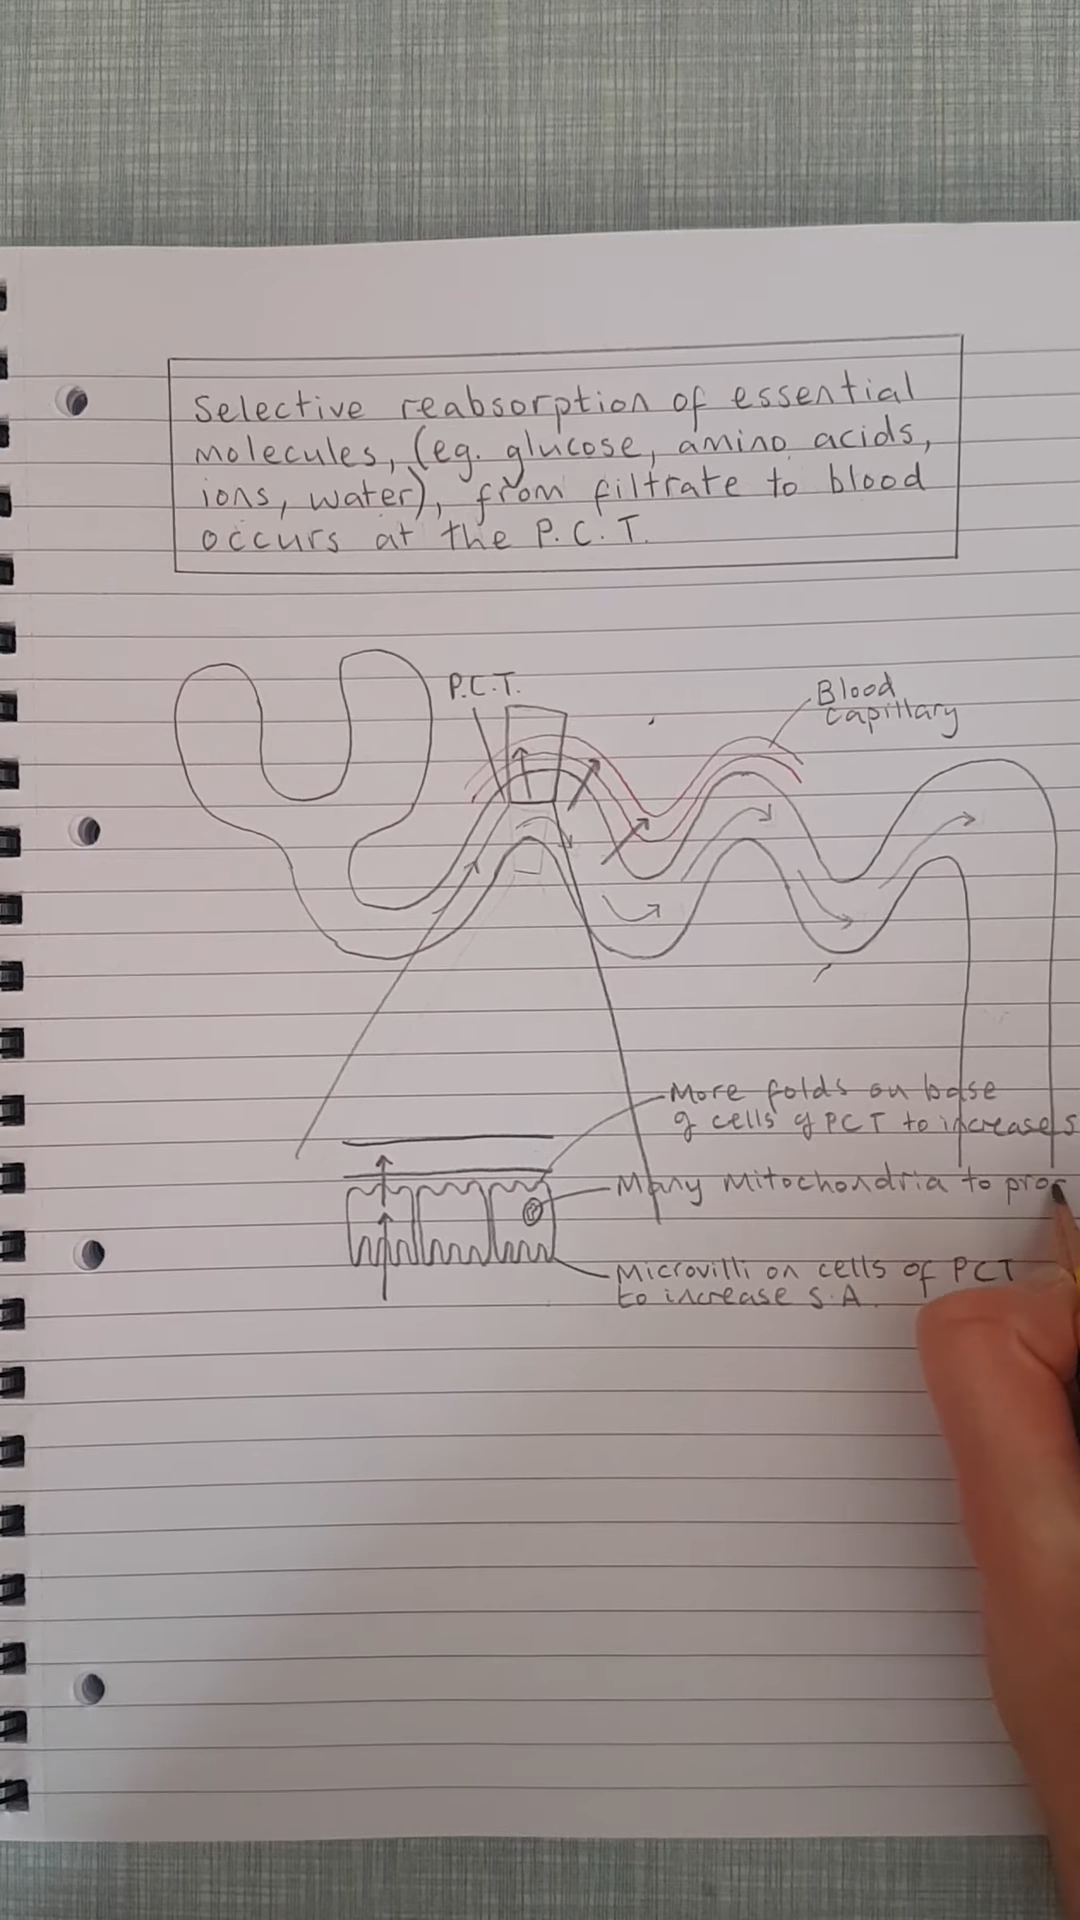 Selective reabsorption of essential
molecules, (eg. glucose, amino acids,
ions, water), from filtrate to blood
occurs at the P.C.T.
P.C.T.
Blood
capillary
More folds on base
of cells of PCT to increase S
Many Mitochondria to pro
Microvilli on cells of PCT
to increase S.A.